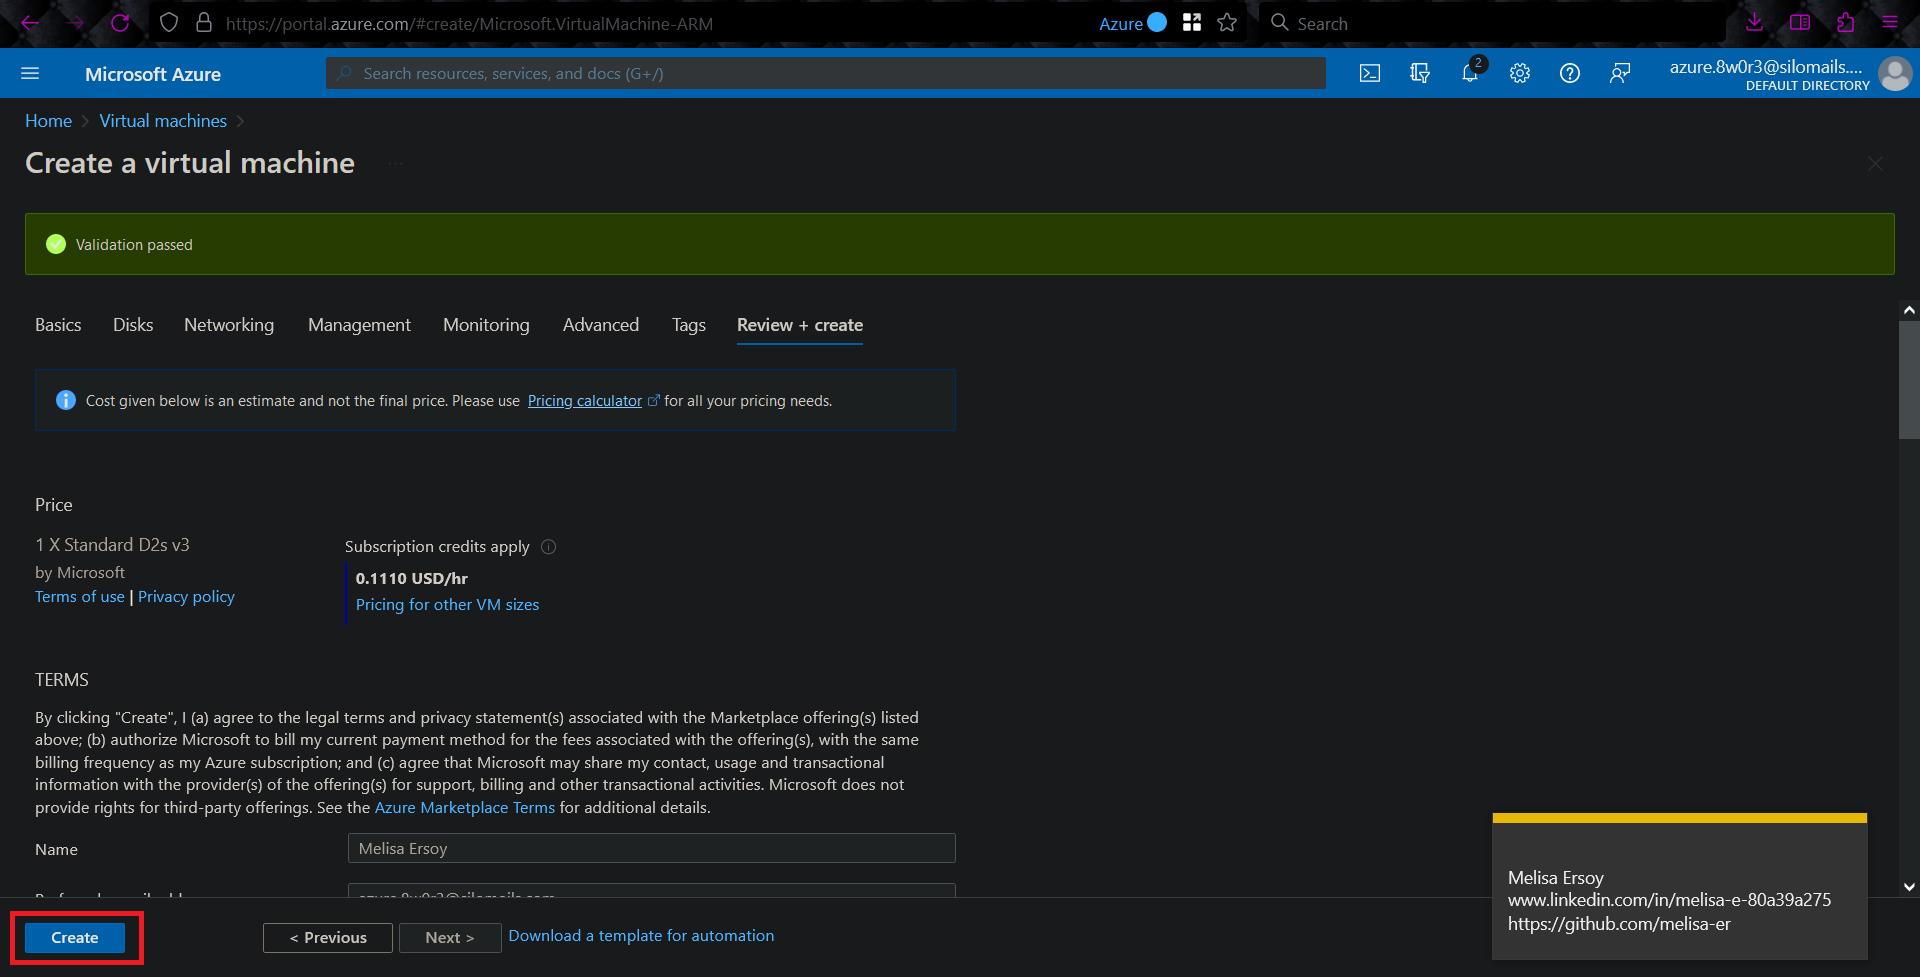 https://portal.azure.com/#create/Microsoft.VirtualMachine-ARM
Azure
Search
Microsoft Azure
Search resources, services, and docs (G+/)
2
azure.8w0r3@silomails....
DEFAULT DIRECTORY
Home > Virtual machines >
Create a virtual machine ...
Validation passed
Basics Disks Networking Management Monitoring Advanced Tags Review + create
Cost given below is an estimate and not the final price. Please use Pricing calculator for all your pricing needs.
Price
1 X Standard D2s v3
by Microsoft
Terms of use | Privacy policy
Subscription credits apply
0.1110 USD/hr
Pricing for other VM sizes
TERMS
By clicking "Create", I (a) agree to the legal terms and privacy statement(s) associated with the Marketplace offering(s) listed
above; (b) authorize Microsoft to bill my current payment method for the fees associated with the offering(s), with the same
billing frequency as my Azure subscription; and (c) agree that Microsoft may share my contact, usage and transactional
information with the provider(s) of the offering(s) for support, billing and other transactional activities. Microsoft does not
provide rights for third-party offerings. See the Azure Marketplace Terms for additional details.
Name
Melisa Ersoy
azure.8w0r3@silomails.com
Create
< Previous
Next >
Download a template for automation
Melisa Ersoy
www.linkedin.com/in/melisa-e-80a39a275
https://github.com/melisa-er